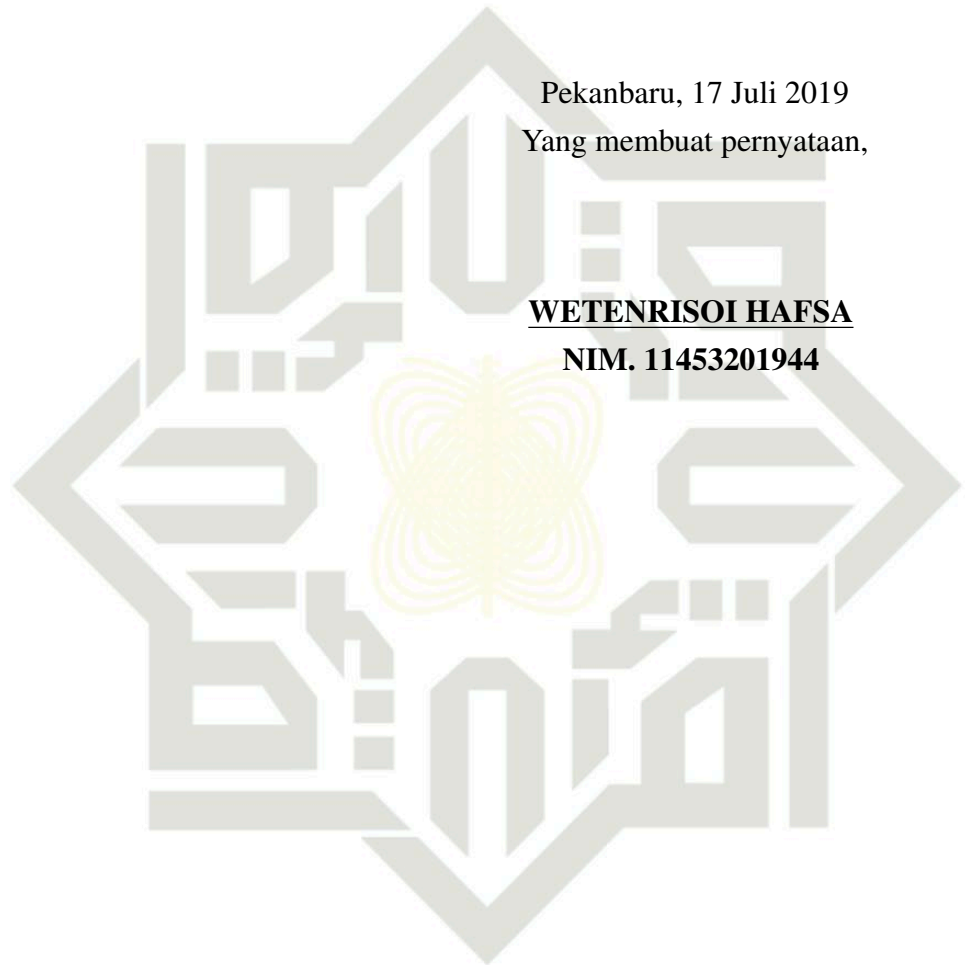 Pekanbaru, 17 Juli 2019
Yang membuat pernyataan,
WETENRISOI HAFSA
NIM. 11453201944